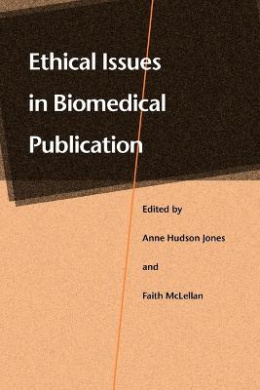 Ethical Issues
in Biomedical
Publication
Edited by
Anne Hudson Jones
and
Faith McLellan